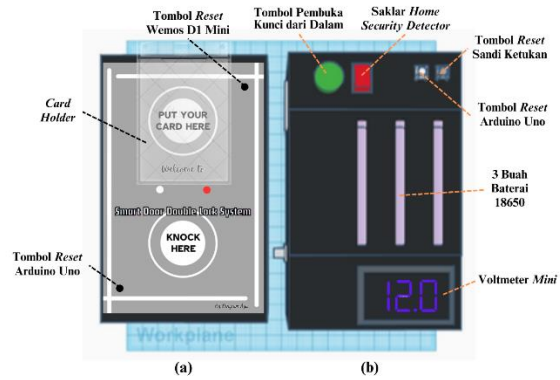 Tombol Reset
Wemos D1 Mini
Tombol Pembuka
Kunci dari Dalam
Saklar Home
Security Detector
Tombol Reset
Sandi Ketukan
Card
Holder
PUT YOUR
CARD HERE
Welcome to
Smart Door Double Lock System
KNOCK
HERE
Tombol Reset
Arduino Uno
Tombol Reset
Arduino Uno
3 Buah
Baterai
18650
12.0
Voltmeter Mini
Workplane
(a)
(b)